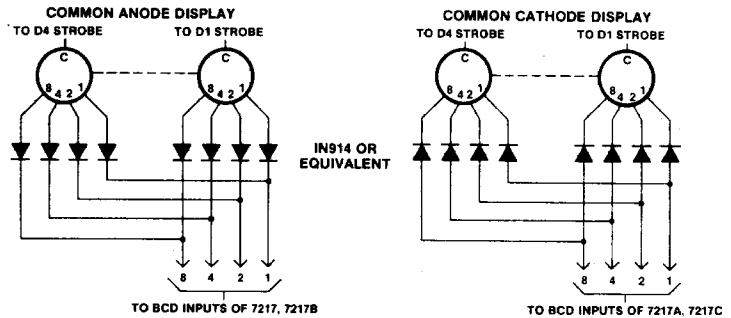 COMMON ANODE DISPLAY
TO D4 STROBE TO D1 STROBE
C C
8 4 2 1 8 4 2 1
8 4 2 1
TO BCD INPUTS OF 7217, 7217B
IN914 OR
EQUIVALENT
COMMON CATHODE DISPLAY
TO D4 STROBE TO D1 STROBE
C C
8 4 2 1 8 4 2 1
8 4 2 1
TO BCD INPUTS OF 7217A, 7217C